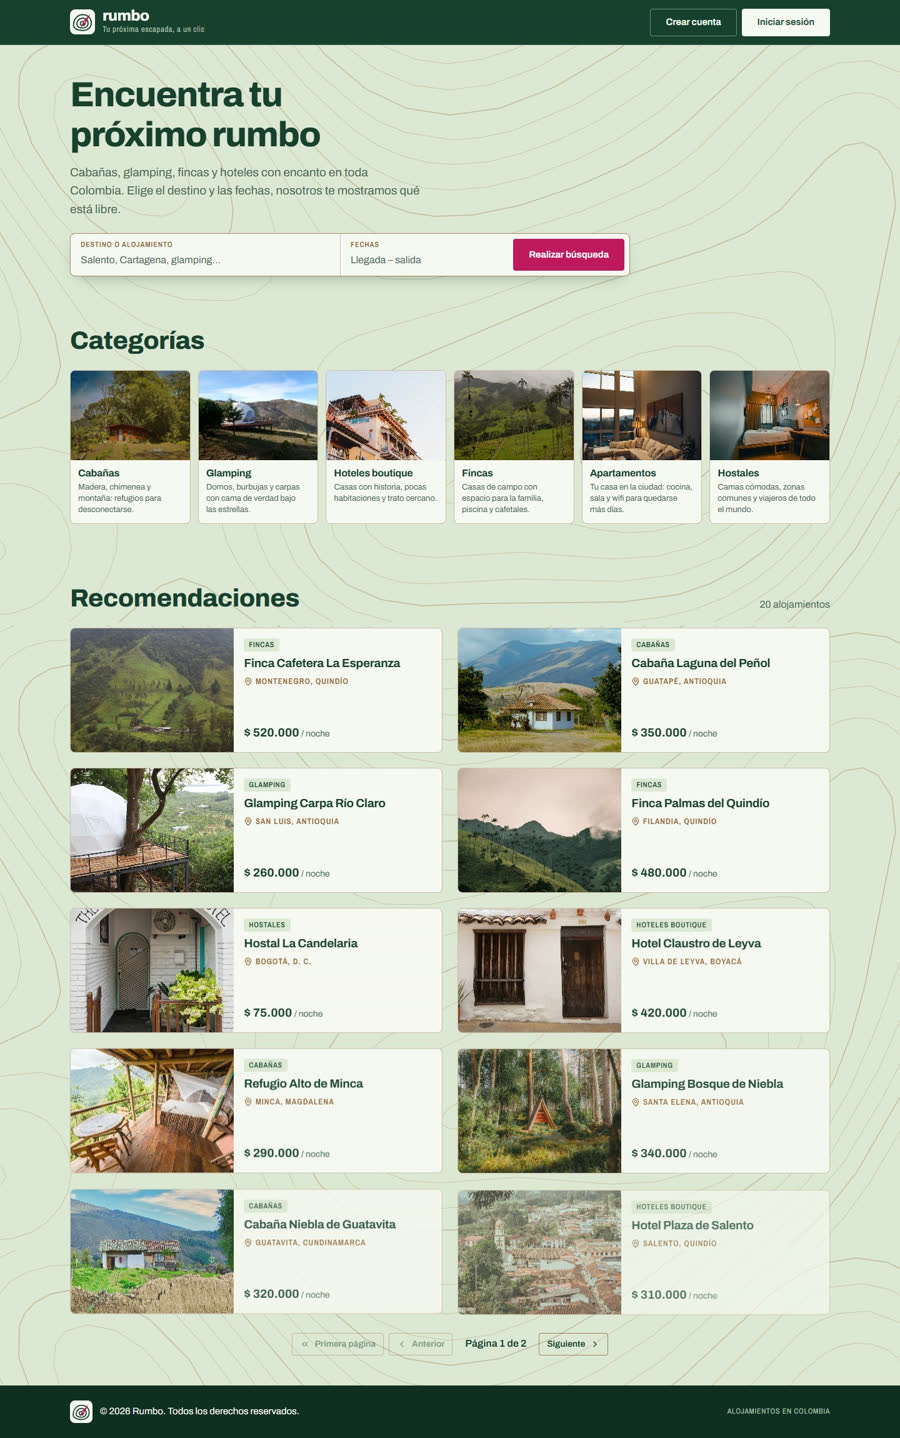 rumbo
Tu próxima escapada, a un clic
Crear cuenta
Iniciar sesión
Encuentra tu
próximo rumbo
Cabañas, glamping, fincas y hoteles con encanto en toda
Colombia. Elige el destino y las fechas, nosotros te mostramos qué
está libre.
DESTINO O ALOJAMIENTO
Salento, Cartagena, glamping...
FECHAS
Llegada – salida
Realizar búsqueda
Categorías
Cabañas
Madera, chimenea y
montaña: refugios para
desconectarse.
Glamping
Domos, burbujas y carpas
con cama de verdad bajo
las estrellas.
Hoteles boutique
Casas con historia, pocas
habitaciones y trato cercano.
Fincas
Casas de campo con
espacio para la familia,
piscina y cafetales.
Apartamentos
Tu casa en la ciudad: cocina,
sala y wifi para quedarse
más días.
Hostales
Camas cómodas, zonas
comunes y viajeros de todo
el mundo.
Recomendaciones
20 alojamientos
FINCAS
Finca Cafetera La Esperanza
MONTENEGRO, QUINDÍO
$ 520.000 / noche
CABAÑAS
Cabaña Laguna del Peñol
GUATAPÉ, ANTIOQUIA
$ 350.000 / noche
GLAMPING
Glamping Carpa Río Claro
SAN LUIS, ANTIOQUIA
$ 260.000 / noche
FINCAS
Finca Palmas del Quindío
FILANDIA, QUINDÍO
$ 480.000 / noche
HOSTALES
Hostal La Candelaria
BOGOTÁ, D. C.
$ 75.000 / noche
HOTELES BOUTIQUE
Hotel Claustro de Leyva
VILLA DE LEYVA, BOYACÁ
$ 420.000 / noche
CABAÑAS
Refugio Alto de Minca
MINCA, MAGDALENA
$ 290.000 / noche
GLAMPING
Glamping Bosque de Niebla
SANTA ELENA, ANTIOQUIA
$ 340.000 / noche
CABAÑAS
Cabaña Niebla de Guatavita
GUATAVITA, CUNDINAMARCA
$ 320.000 / noche
HOTELES BOUTIQUE
Hotel Plaza de Salento
SALENTO, QUINDÍO
$ 310.000 / noche
« Primera página
‹ Anterior
Página 1 de 2
Siguiente ›
© 2026 Rumbo. Todos los derechos reservados.
ALOJAMIENTOS EN COLOMBIA